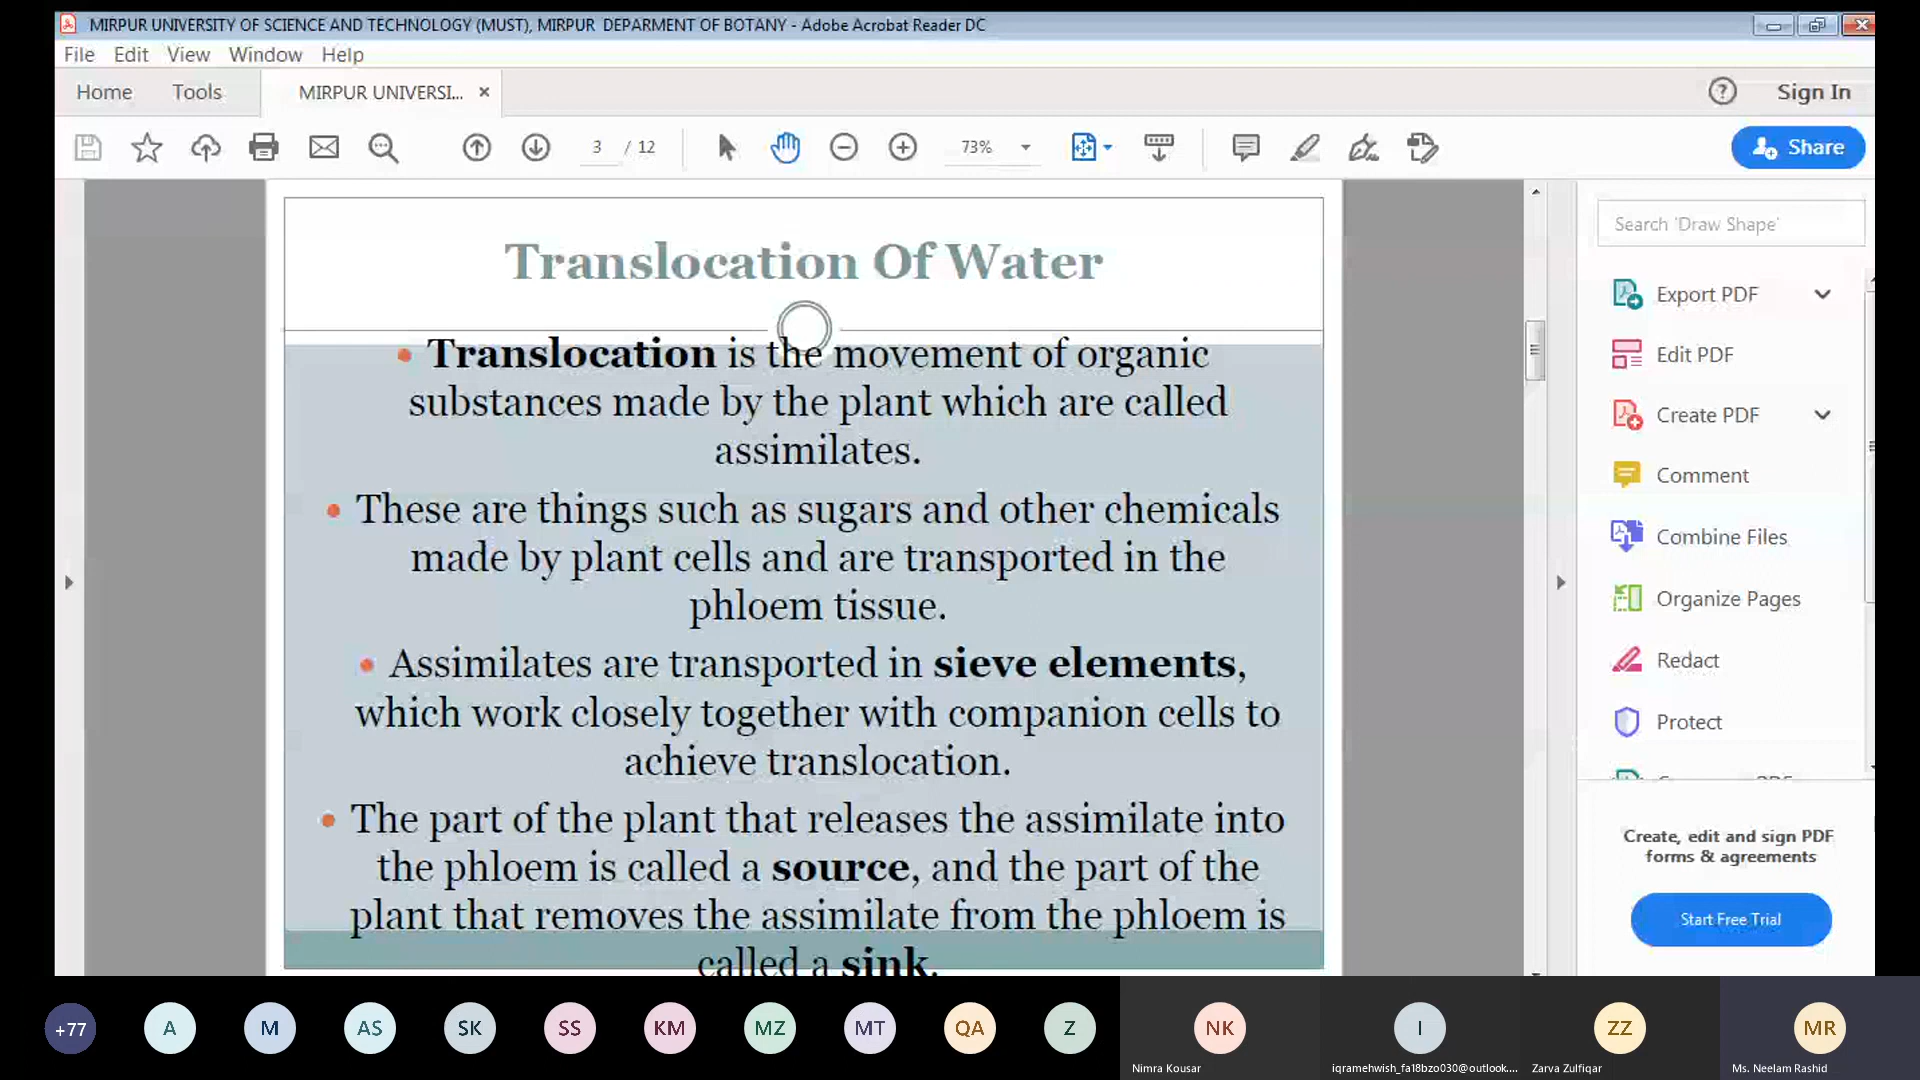 MIRPUR UNIVERSITY OF SCIENCE AND TECHNOLOGY (MUST), MIRPUR DEPARMENT OF BOTANY - Adobe Acrobat Reader DC
File Edit View Window Help
Home Tools MIRPUR UNIVERSI... Sign In
3 / 12 73% Share
Search 'Draw Shape'
Translocation Of Water
• Translocation is the movement of organic
substances made by the plant which are called
assimilates.
• These are things such as sugars and other chemicals
made by plant cells and are transported in the
phloem tissue.
• Assimilates are transported in sieve elements,
which work closely together with companion cells to
achieve translocation.
• The part of the plant that releases the assimilate into
the phloem is called a source, and the part of the
plant that removes the assimilate from the phloem is
called a sink.
Export PDF
Edit PDF
Create PDF
Comment
Combine Files
Organize Pages
Redact
Protect
Create, edit and sign PDF
forms & agreements
Start Free Trial
+77 A M AS SK SS KM MZ MT QA Z NK I ZZ MR
Nimra Kousar iqramehwish_fa18bzo030@outlook.... Zarva Zulfiqar Ms. Neelam Rashid